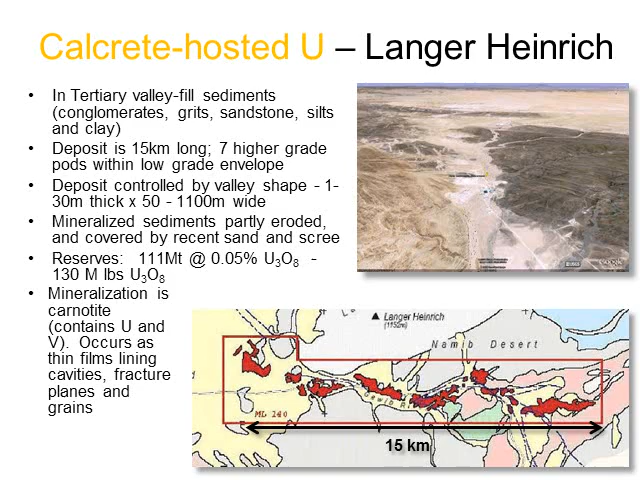 Calcrete-hosted U – Langer Heinrich
• In Tertiary valley-fill sediments
(conglomerates, grits, sandstone, silts
and clay)
• Deposit is 15km long; 7 higher grade
pods within low grade envelope
• Deposit controlled by valley shape - 1-
30m thick x 50 - 1100m wide
• Mineralized sediments partly eroded,
and covered by recent sand and scree
• Reserves: 111Mt @ 0.05% U₃O₈ -
130 M lbs U₃O₈
• Mineralization is
carnotite
(contains U and
V). Occurs as
thin films lining
cavities, fracture
planes and
grains
▲ Langer Heinrich
(1152m)
Namib Desert
ML 140
15 km